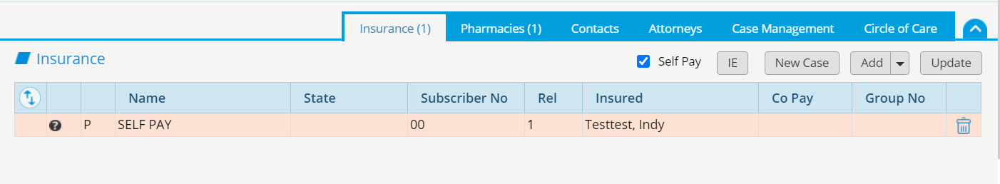 Insurance (1) Pharmacies (1) Contacts Attorneys Case Management Circle of Care
Insurance Self Pay IE New Case Add Update
Name State Subscriber No Rel Insured Co Pay Group No
? P SELF PAY 00 1 Testtest, Indy